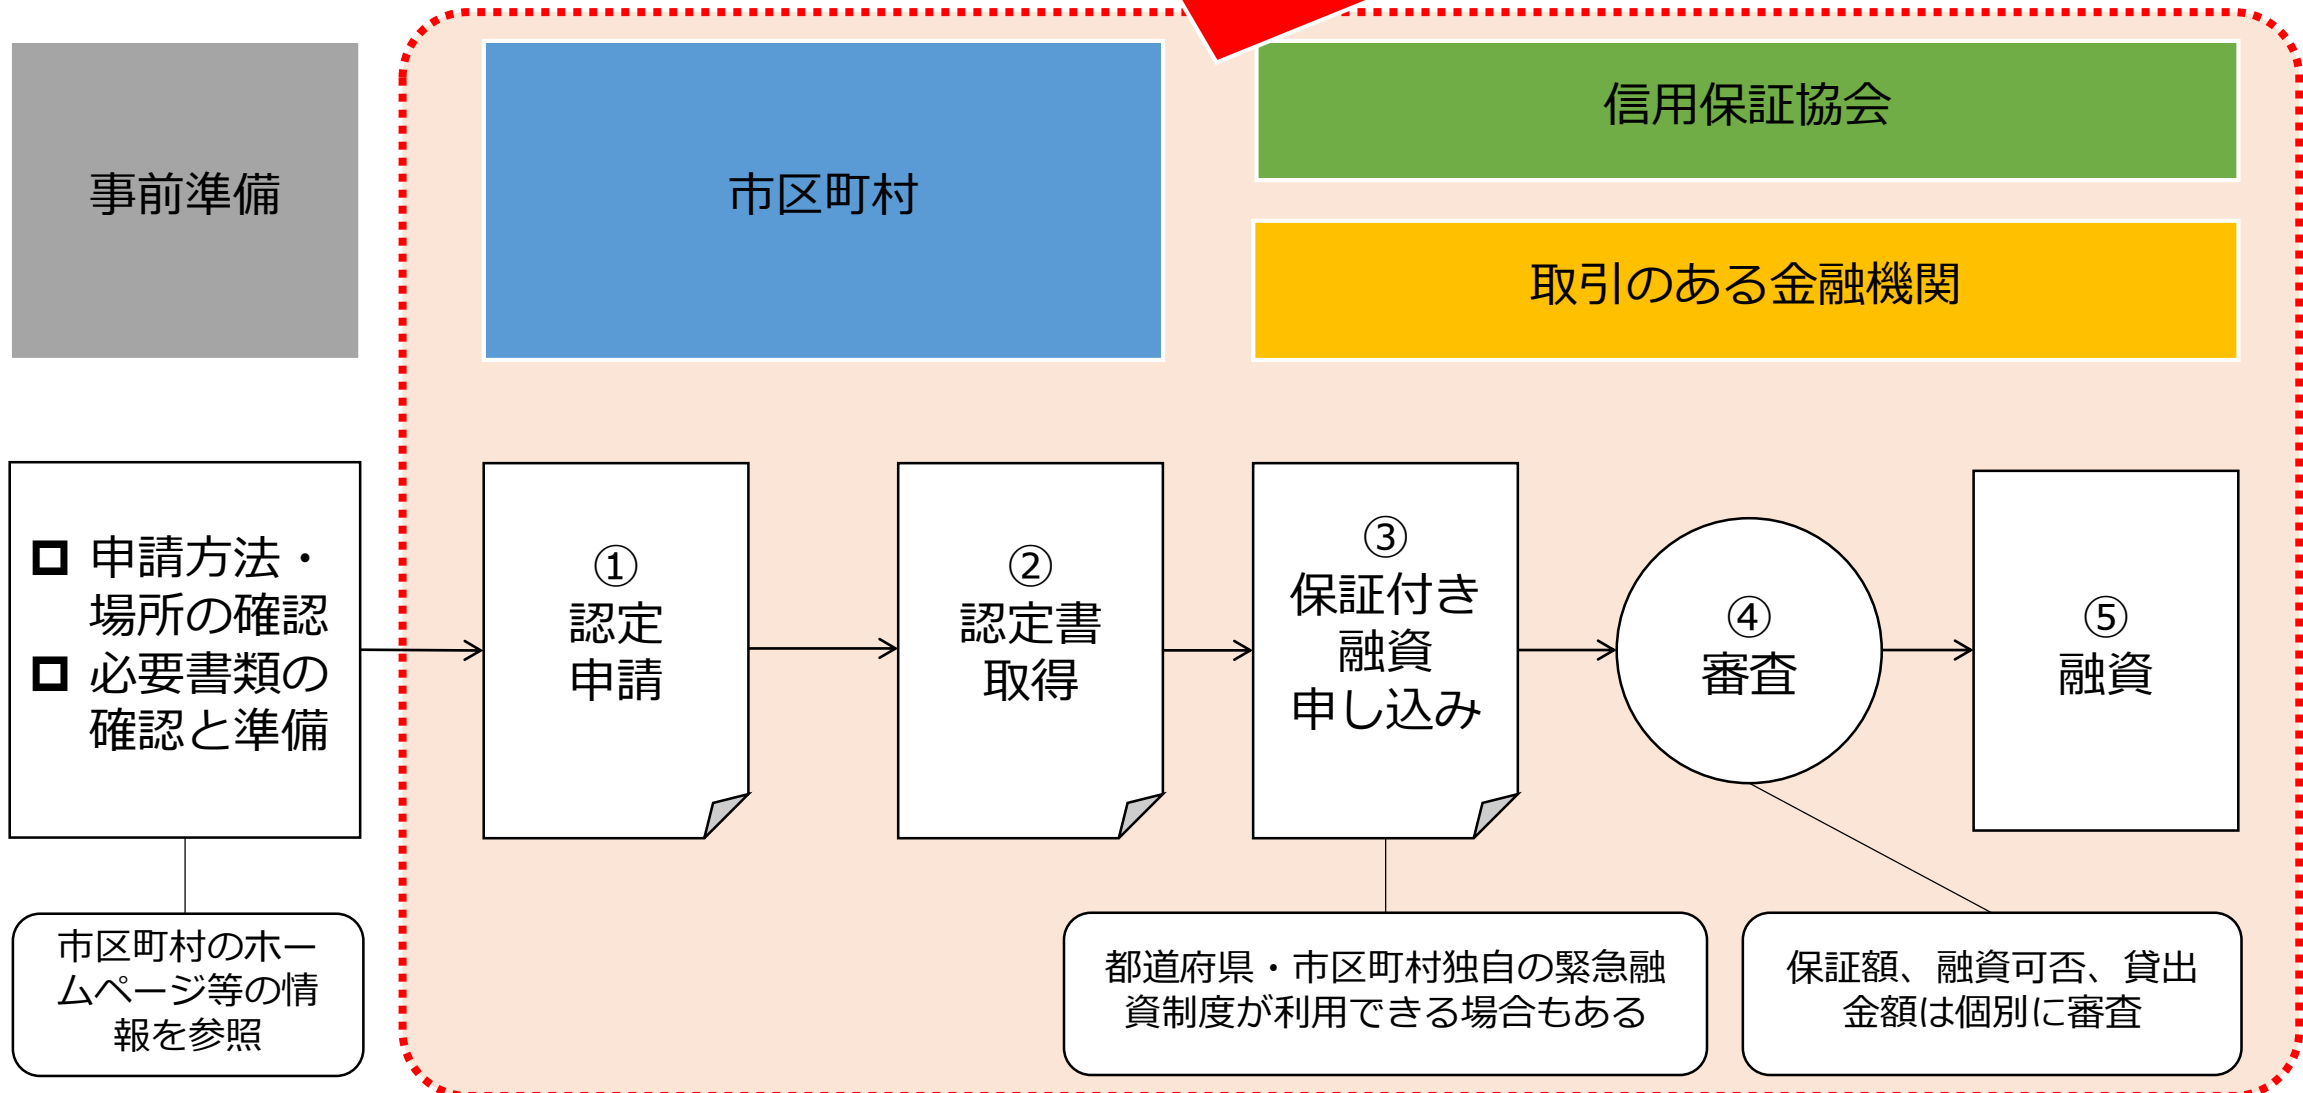 事前準備
市区町村
信用保証協会
取引のある金融機関
申請方法・
場所の確認
必要書類の
確認と準備
①
認定
申請
②
認定書
取得
③
保証付き
融資
申し込み
④
審査
⑤
融資
市区町村のホー
ムページ等の情
報を参照
都道府県・市区町村独自の緊急融
資制度が利用できる場合もある
保証額、融資可否、貸出
金額は個別に審査